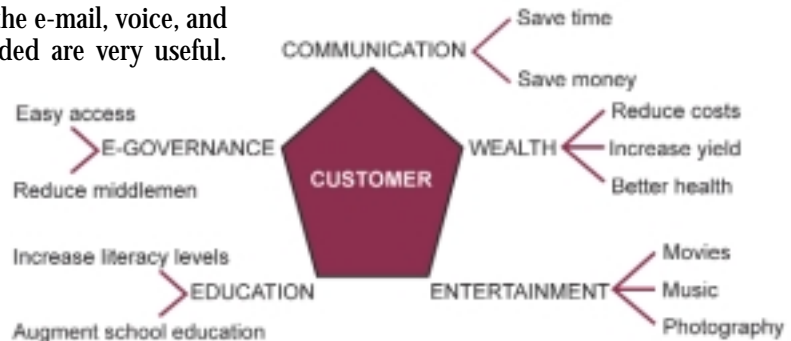 the e-mail, voice, and
ded are very useful.
COMMUNICATION
Save time
Save money
Easy access
E-GOVERNANCE
Reduce middlemen
CUSTOMER
WEALTH
Reduce costs
Increase yield
Better health
Increase literacy levels
EDUCATION
Augment school education
ENTERTAINMENT
Movies
Music
Photography